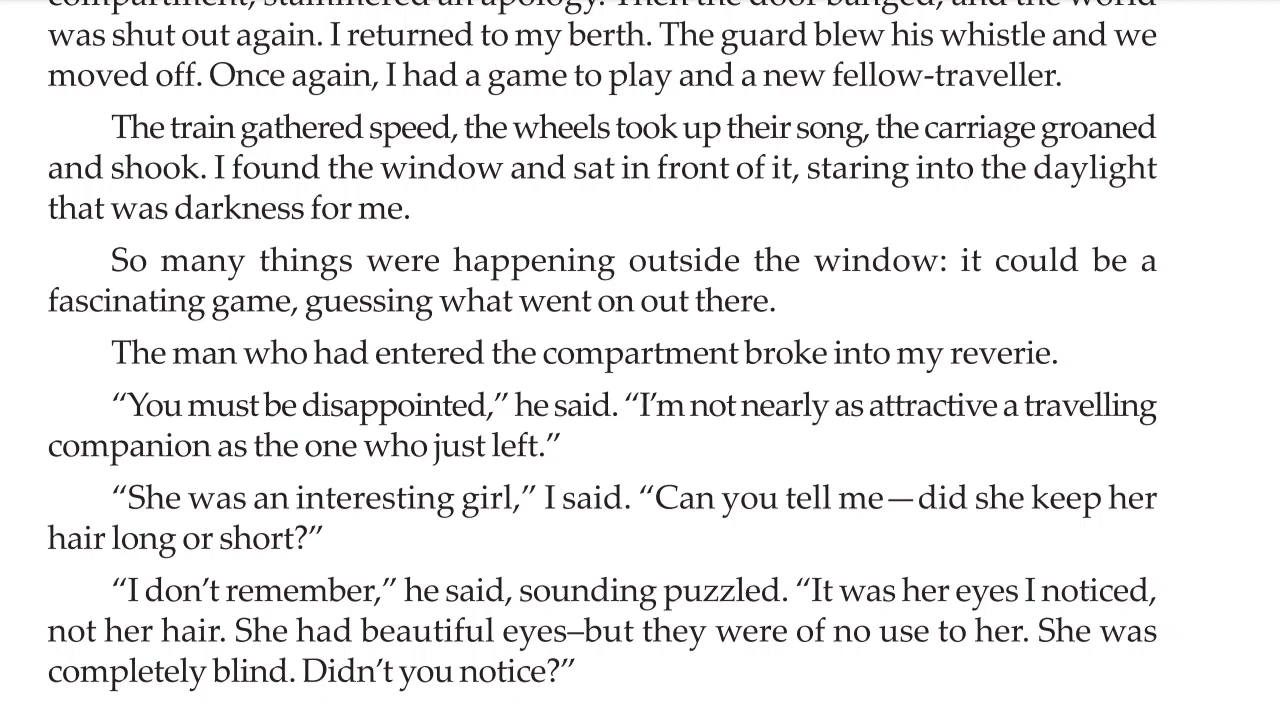 compartment, stammered an apology. Then the door banged, and the world
was shut out again. I returned to my berth. The guard blew his whistle and we
moved off. Once again, I had a game to play and a new fellow-traveller.
The train gathered speed, the wheels took up their song, the carriage groaned
and shook. I found the window and sat in front of it, staring into the daylight
that was darkness for me.
So many things were happening outside the window: it could be a
fascinating game, guessing what went on out there.
The man who had entered the compartment broke into my reverie.
“You must be disappointed,” he said. “I’m not nearly as attractive a travelling
companion as the one who just left.”
“She was an interesting girl,” I said. “Can you tell me—did she keep her
hair long or short?”
“I don’t remember,” he said, sounding puzzled. “It was her eyes I noticed,
not her hair. She had beautiful eyes–but they were of no use to her. She was
completely blind. Didn’t you notice?”